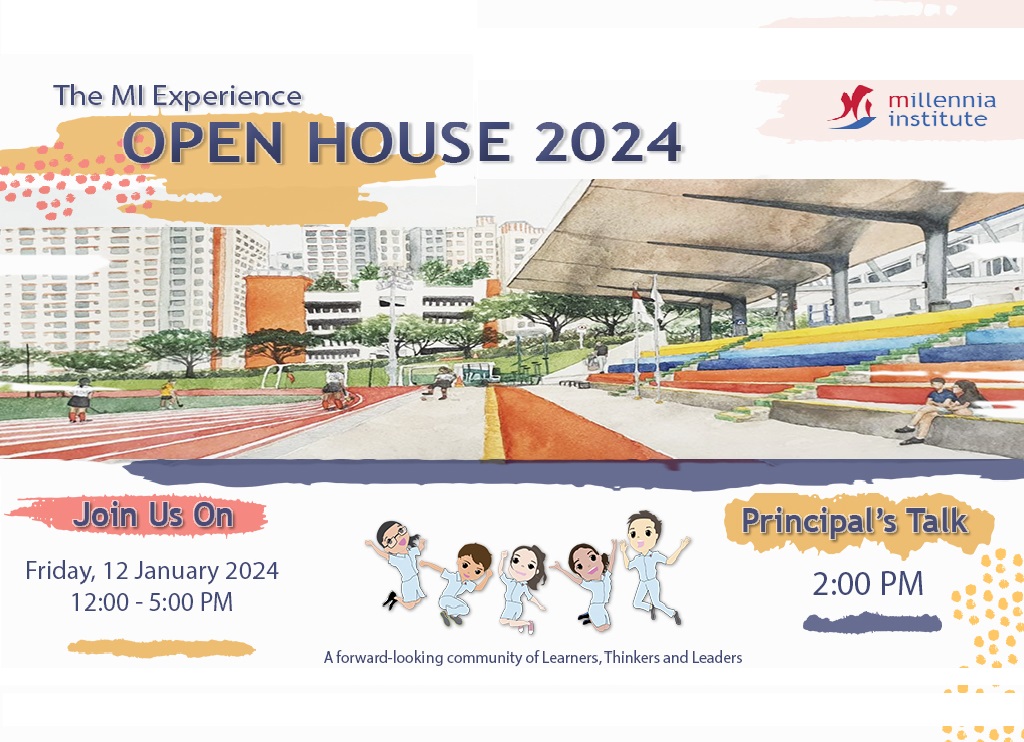 The MI Experience
OPEN HOUSE 2024
millennia
institute
Join Us On
Friday, 12 January 2024
12:00 - 5:00 PM
Principal's Talk
2:00 PM
A forward-looking community of Learners, Thinkers and Leaders